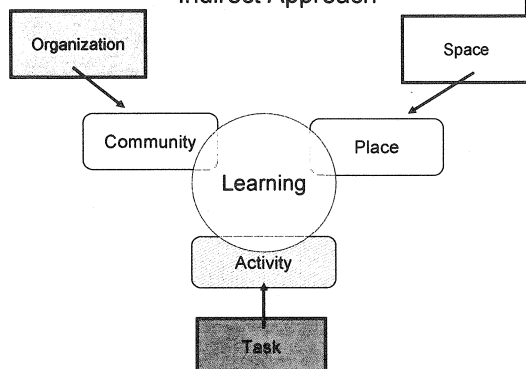 Indirect Approach
Organization
Space
Community
Place
Learning
Activity
Task